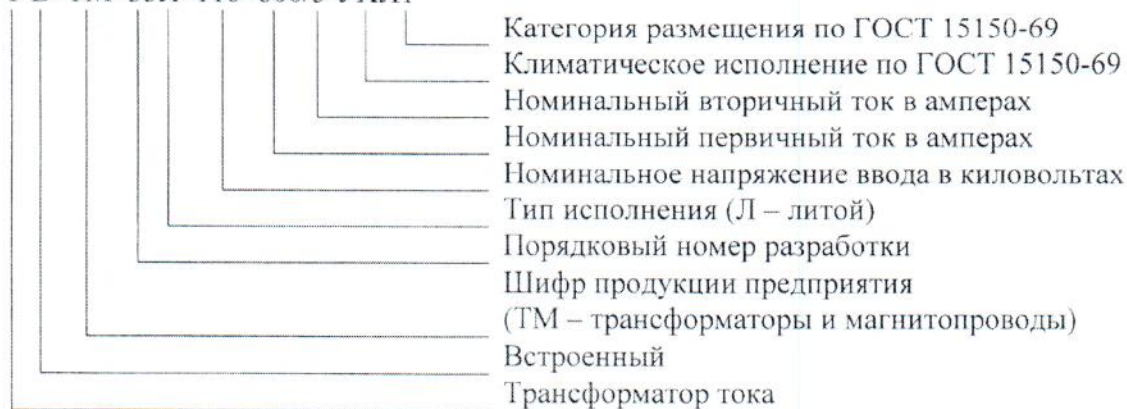 Категория размещения по ГОСТ 15150-69
Климатическое исполнение по ГОСТ 15150-69
Номинальный вторичный ток в амперах
Номинальный первичный ток в амперах
Номинальное напряжение ввода в киловольтах
Тип исполнения (Л – литой)
Порядковый номер разработки
Шифр продукции предприятия
(ТМ – трансформаторы и магнитопроводы)
Встроенный
Трансформатор тока